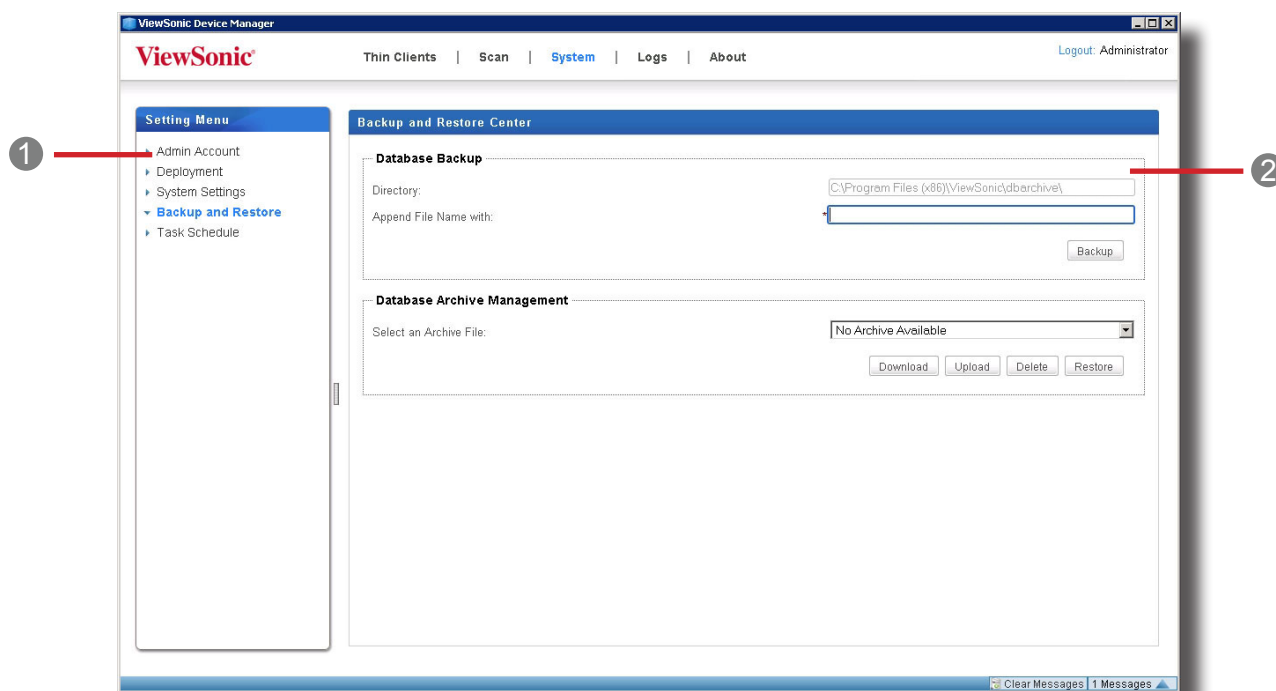 ViewSonic Device Manager
ViewSonic®
Thin Clients | Scan | System | Logs | About
Logout: Administrator
Setting Menu
Admin Account
Deployment
System Settings
Backup and Restore
Task Schedule
1
Backup and Restore Center
Database Backup
2
Directory: C:\Program Files (x86)\ViewSonic\dbarchive\
Append File Name with: *
Backup
Database Archive Management
Select an Archive File: No Archive Available
Download Upload Delete Restore
Clear Messages 1 Messages